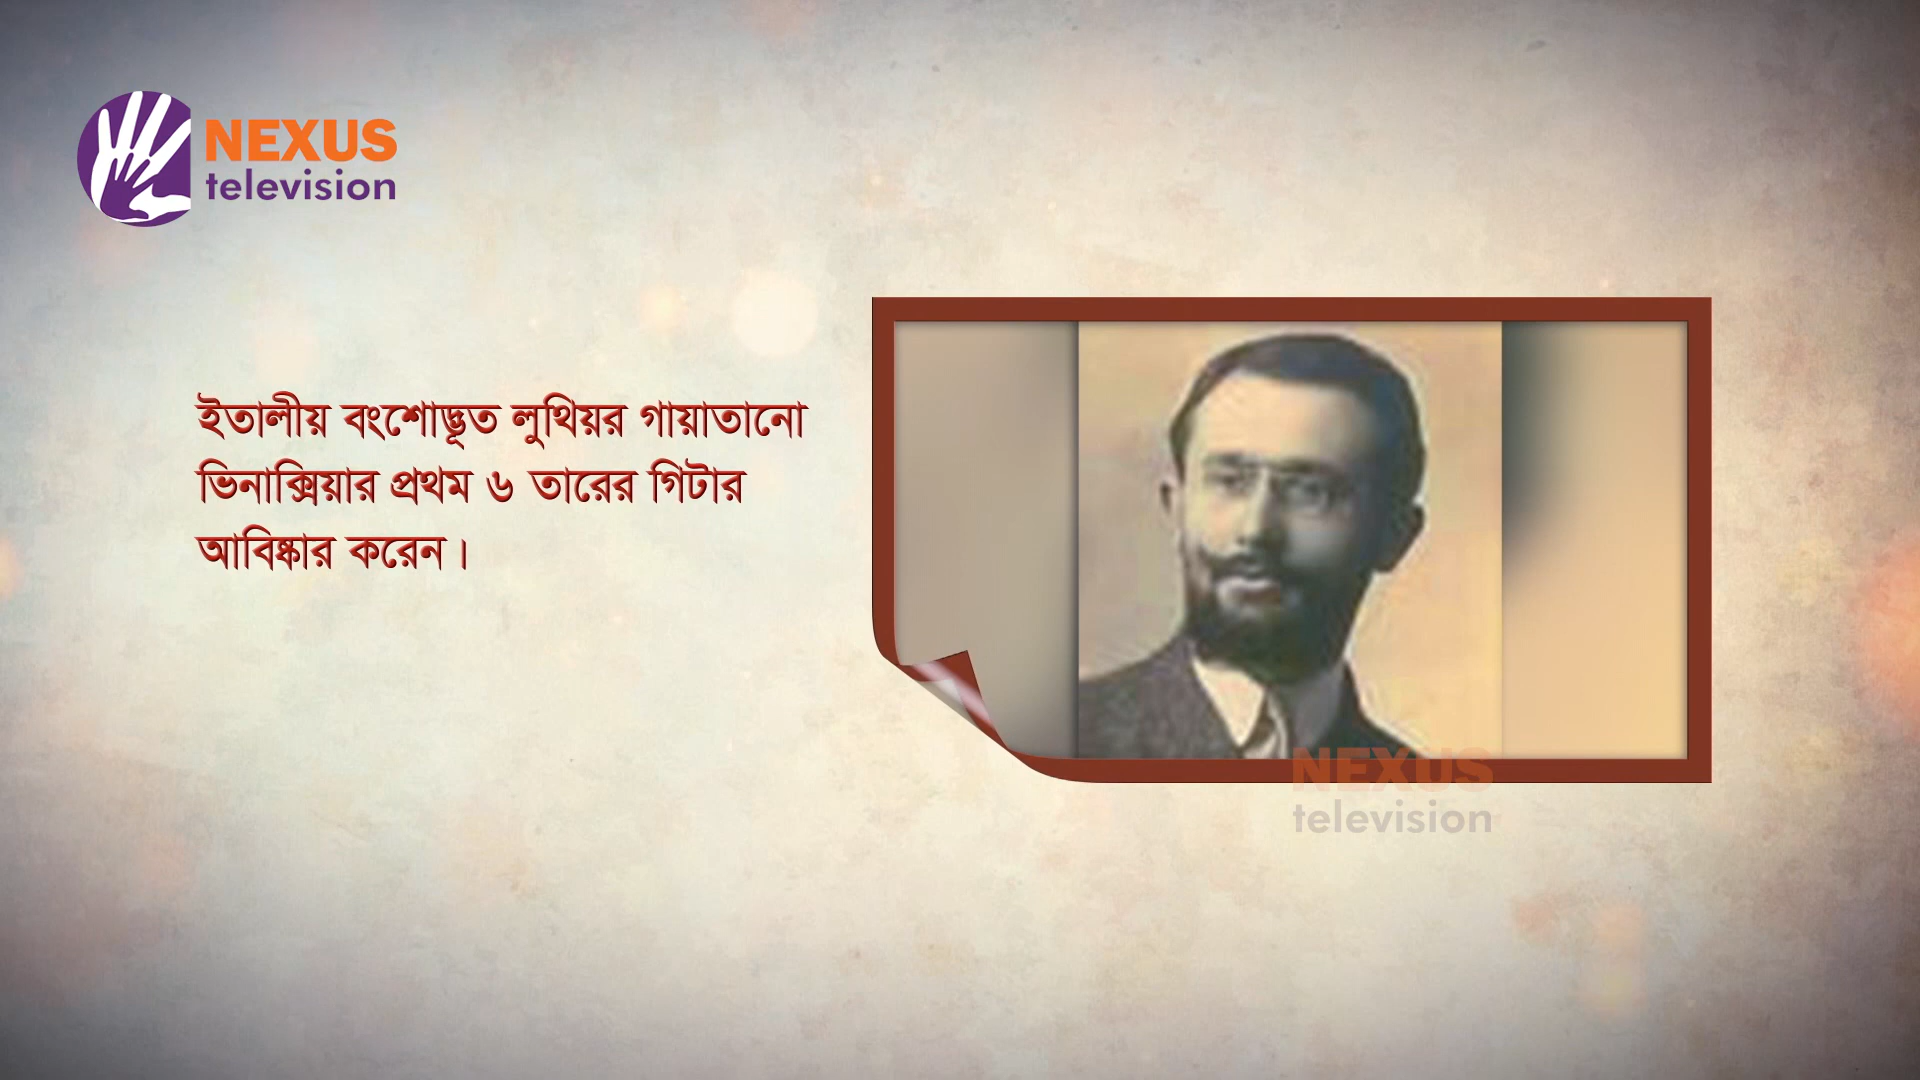 NEXUS
television
ইতালীয় বংশোদ্ভূত লুথিয়র গায়াতানো
ভিনাক্সিয়ার প্রথম ৬ তারের গিটার
আবিষ্কার করেন।
NEXUS
television